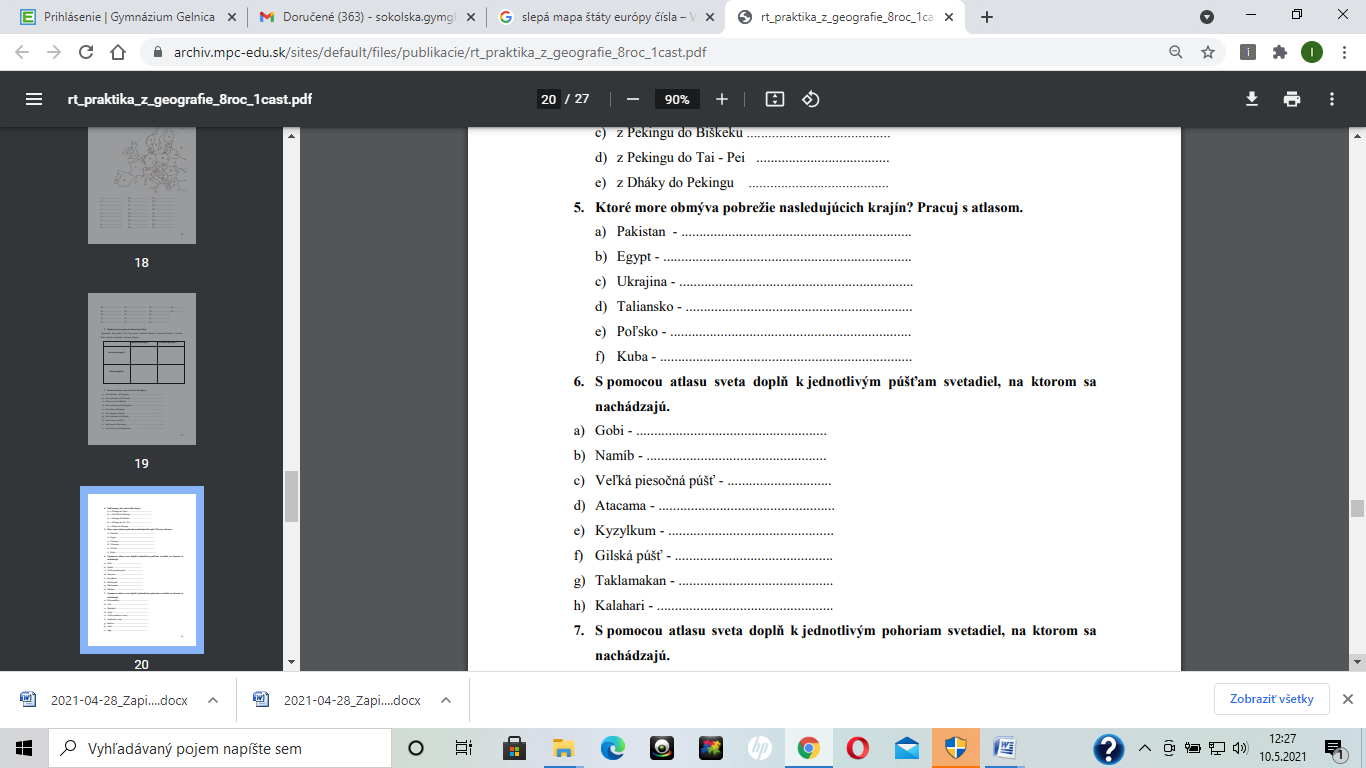 Prihlásenie | Gymnázium Gelnica
Doručené (363) - sokolska.gymg
slepá mapa štáty európy čísla – V
rt_praktika_z_geografie_8roc_1ca
archiv.mpc-edu.sk/sites/default/files/publikacie/rt_praktika_z_geografie_8roc_1cast.pdf
rt_praktika_z_geografie_8roc_1cast.pdf
20 / 27
90%
18
19
20
c) z Pekingu do Biškeku ........................................
d) z Pekingu do Tai - Pei .....................................
e) z Dháky do Pekingu .......................................
5. Ktoré more obmýva pobrežie nasledujúcich krajín? Pracuj s atlasom.
a) Pakistan - ................................................................
b) Egypt - .....................................................................
c) Ukrajina - .................................................................
d) Taliansko - ...............................................................
e) Poľsko - ...................................................................
f) Kuba - ......................................................................
6. S pomocou atlasu sveta doplň k jednotlivým púšťam svetadiel, na ktorom sa
nachádzajú.
a) Gobi - .....................................................
b) Namíb - ..................................................
c) Veľká piesočná púšť - .............................
d) Atacama - .................................................
e) Kyzylkum - ..............................................
f) Gilská púšť - ............................................
g) Taklamakan - ...........................................
h) Kalahari - .................................................
7. S pomocou atlasu sveta doplň k jednotlivým pohoriam svetadiel, na ktorom sa
nachádzajú.
2021-04-28_Zapi....docx
2021-04-28_Zapi....docx
Zobraziť všetky
Vyhľadávaný pojem napíšte sem
12:27
10.5.2021